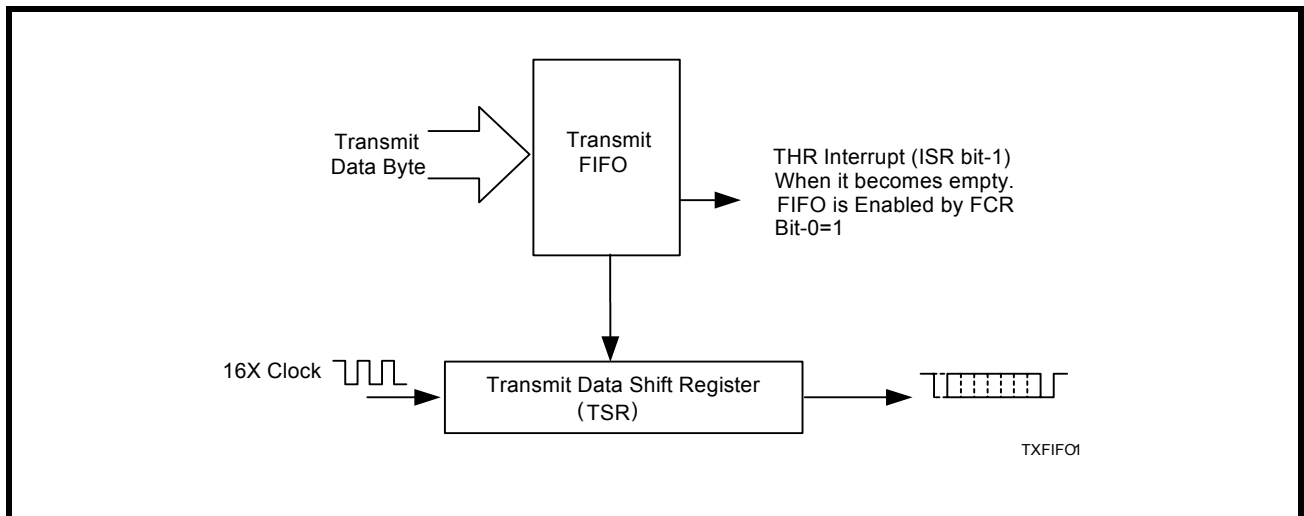 Transmit
Data Byte
Transmit
FIFO
THR Interrupt (ISR bit-1)
When it becomes empty.
FIFO is Enabled by FCR
Bit-0=1
16X Clock
Transmit Data Shift Register
(TSR)
TXFIFO1